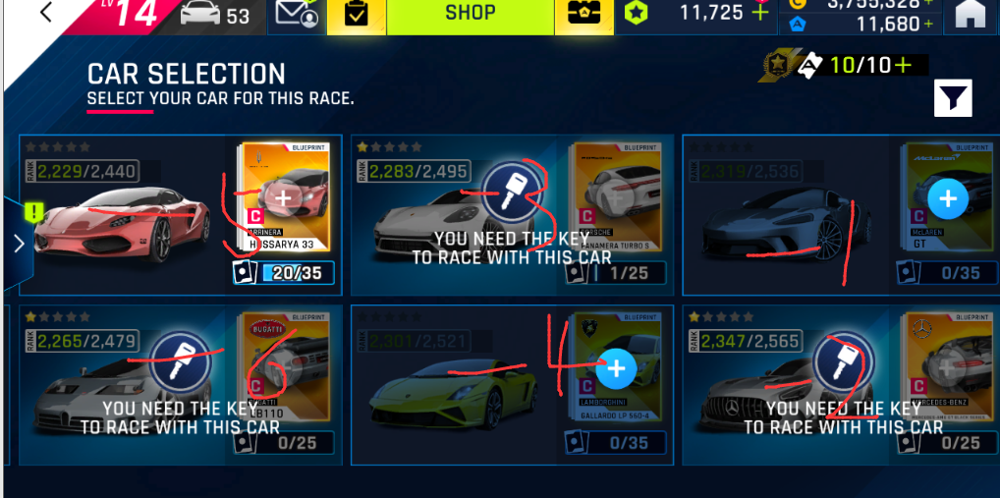 LV 14
53
SHOP
11,725 +
3,755,328 +
11,680 +
CAR SELECTION
SELECT YOUR CAR FOR THIS RACE.
10/10+
RANK 2,229/2,440
BLUEPRINT
C
ARRINERA
HUSSARYA 33
20/35
5
RANK 2,283/2,495
BLUEPRINT
C
PORSCHE
PANAMERA TURBO S
YOU NEED THE KEY
TO RACE WITH THIS CAR
1/25
3
RANK 2,319/2,536
BLUEPRINT
McLaren
C
McLAREN
GT
0/35
1
RANK 2,265/2,479
BLUEPRINT
BUGATTI
C
BUGATTI
EB110
YOU NEED THE KEY
TO RACE WITH THIS CAR
0/25
6
RANK 2,301/2,521
BLUEPRINT
C
LAMBORGHINI
GALLARDO LP 560-4
0/35
4
RANK 2,347/2,565
BLUEPRINT
C
MERCEDES-BENZ
YOU NEED THE KEY
TO RACE WITH THIS CAR
0/25
2